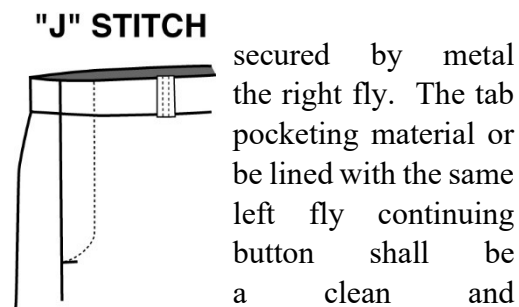 "J" STITCH
secured by metal
the right fly. The tab
pocketing material or
be lined with the same
left fly continuing
button shall be
a clean and